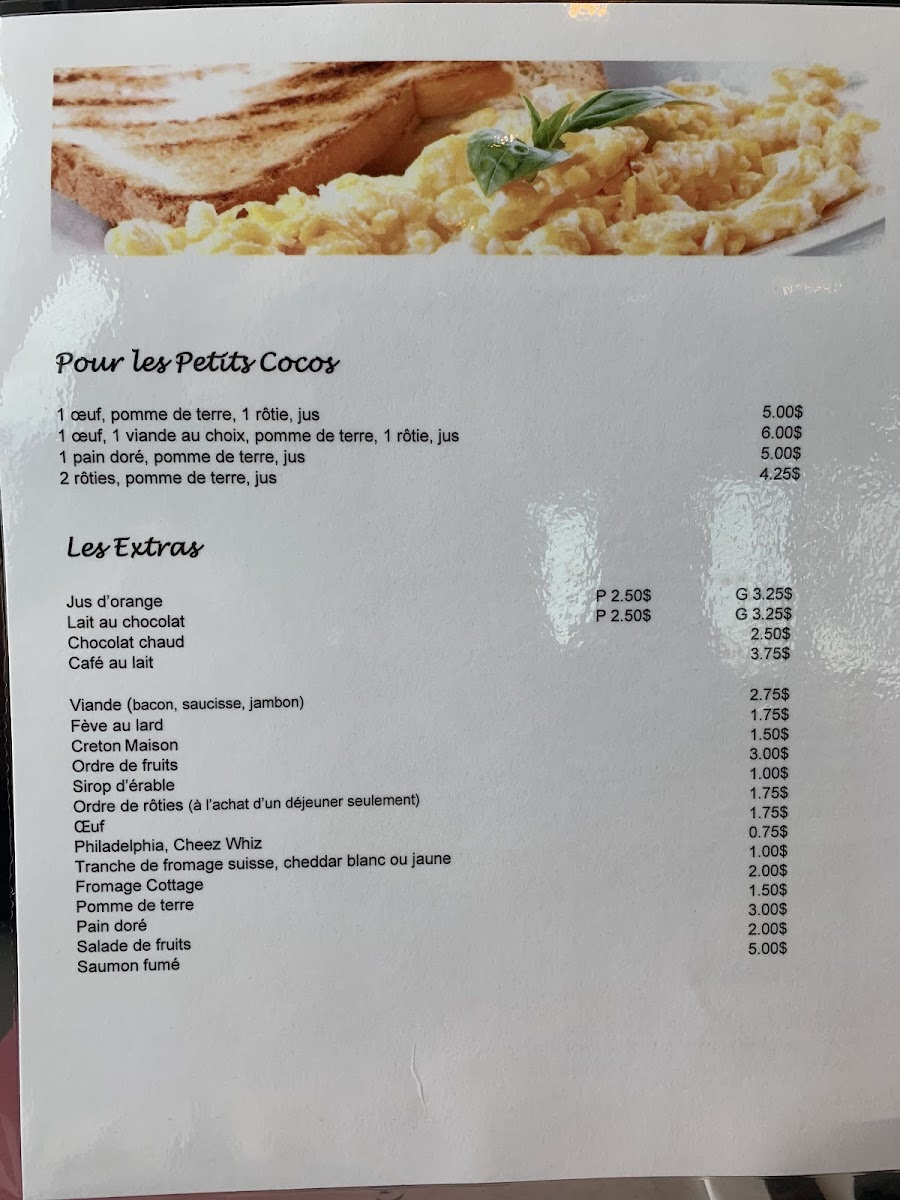 Pour les Petits Cocos
1 œuf, pomme de terre, 1 rôtie, jus 5.00$
1 œuf, 1 viande au choix, pomme de terre, 1 rôtie, jus 6.00$
1 pain doré, pomme de terre, jus 5.00$
2 rôties, pomme de terre, jus 4.25$
Les Extras
Jus d'orange P 2.50$ G 3.25$
Lait au chocolat P 2.50$ G 3.25$
Chocolat chaud 2.50$
Café au lait 3.75$
Viande (bacon, saucisse, jambon) 2.75$
Fève au lard 1.75$
Creton Maison 1.50$
Ordre de fruits 3.00$
Sirop d'érable 1.00$
Ordre de rôties (à l'achat d'un déjeuner seulement) 1.75$
Œuf 1.75$
Philadelphia, Cheez Whiz 0.75$
Tranche de fromage suisse, cheddar blanc ou jaune 1.00$
Fromage Cottage 2.00$
Pomme de terre 1.50$
Pain doré 3.00$
Salade de fruits 2.00$
Saumon fumé 5.00$